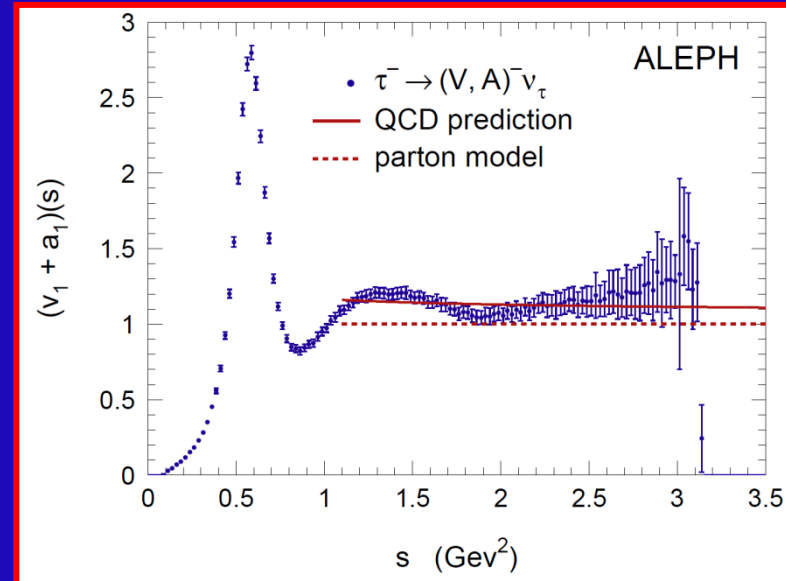 ALEPH
τ⁻ → (V, A)⁻ ν_τ
QCD prediction
parton model
(v₁ + a₁)(s)
3
2.5
2
1.5
1
0.5
0
0 0.5 1 1.5 2 2.5 3 3.5
s (Gev²)